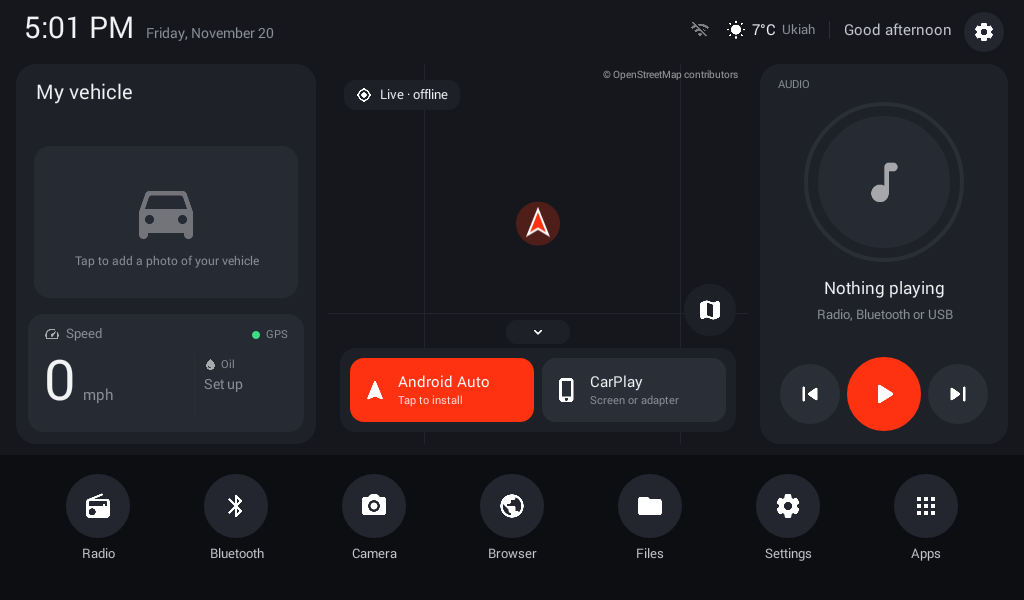 5:01 PM
Friday, November 20
7°C
Ukiah
Good afternoon
My vehicle
Tap to add a photo of your vehicle
Speed
GPS
0
mph
Oil
Set up
© OpenStreetMap contributors
Live · offline
Android Auto
Tap to install
CarPlay
Screen or adapter
AUDIO
Nothing playing
Radio, Bluetooth or USB
Radio
Bluetooth
Camera
Browser
Files
Settings
Apps